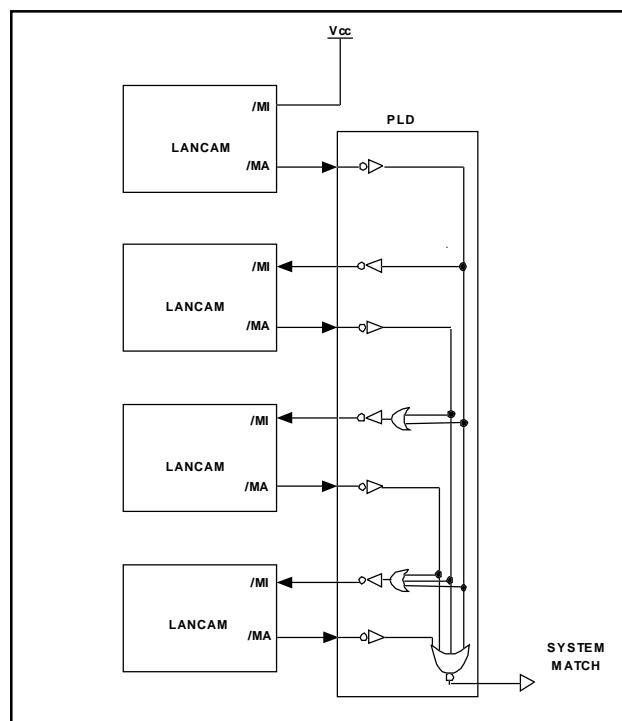 Vcc
/MI
LANCAM
/MA
PLD
/MI
LANCAM
/MA
/MI
LANCAM
/MA
/MI
LANCAM
/MA
SYSTEM
MATCH